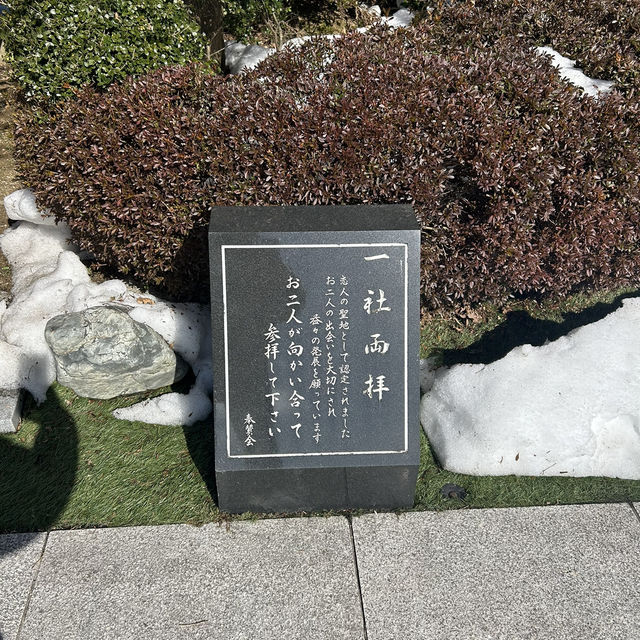 一社両拝
恋人の聖地として認定されました
お二人の出会いを大切にされ
益々の発展を願っています
お二人が向かい合って
参拝して下さい
奉賛会